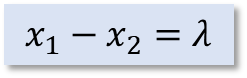 x₁ − x₂ = λ